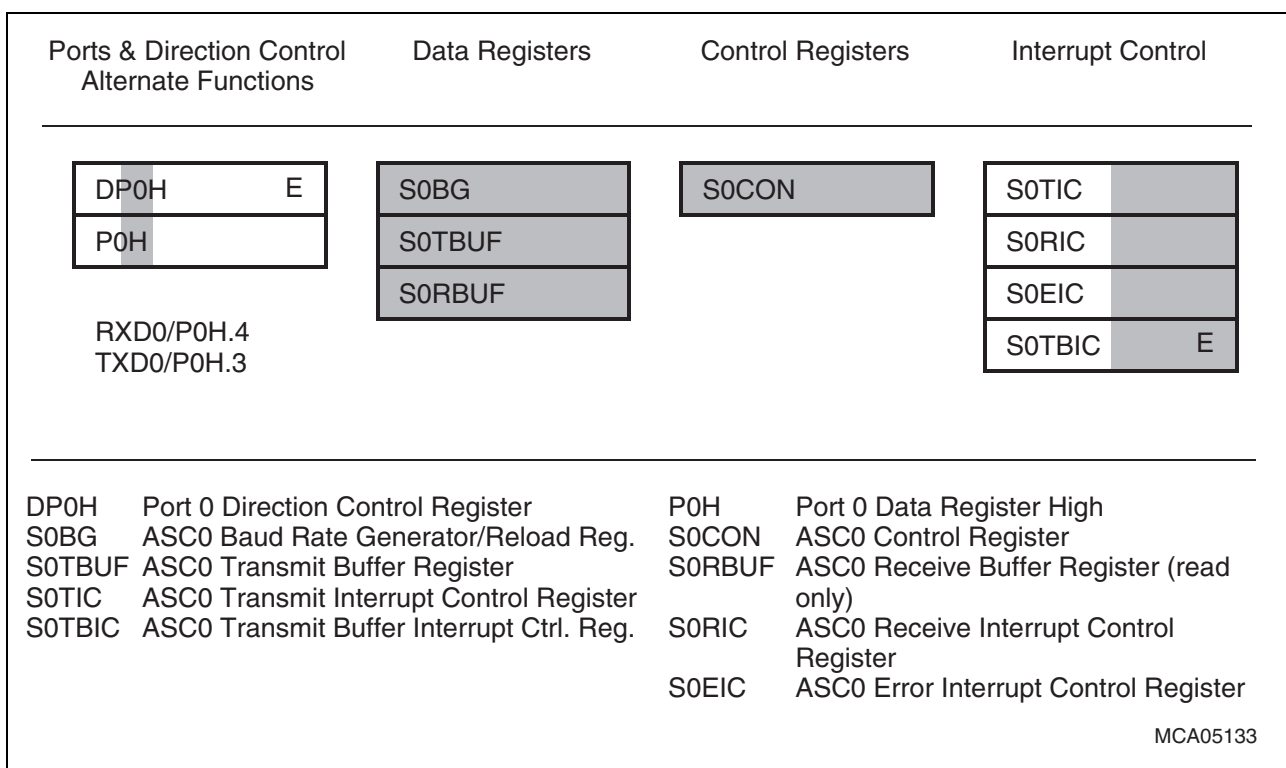 Ports & Direction Control
Alternate Functions
Data Registers
Control Registers
Interrupt Control
DP0H E
P0H
RXD0/P0H.4
TXD0/P0H.3
S0BG
S0TBUF
S0RBUF
S0CON
S0TIC
S0RIC
S0EIC
S0TBIC E
DP0H Port 0 Direction Control Register
S0BG ASC0 Baud Rate Generator/Reload Reg.
S0TBUF ASC0 Transmit Buffer Register
S0TIC ASC0 Transmit Interrupt Control Register
S0TBIC ASC0 Transmit Buffer Interrupt Ctrl. Reg.
P0H Port 0 Data Register High
S0CON ASC0 Control Register
S0RBUF ASC0 Receive Buffer Register (read
only)
S0RIC ASC0 Receive Interrupt Control
Register
S0EIC ASC0 Error Interrupt Control Register
MCA05133